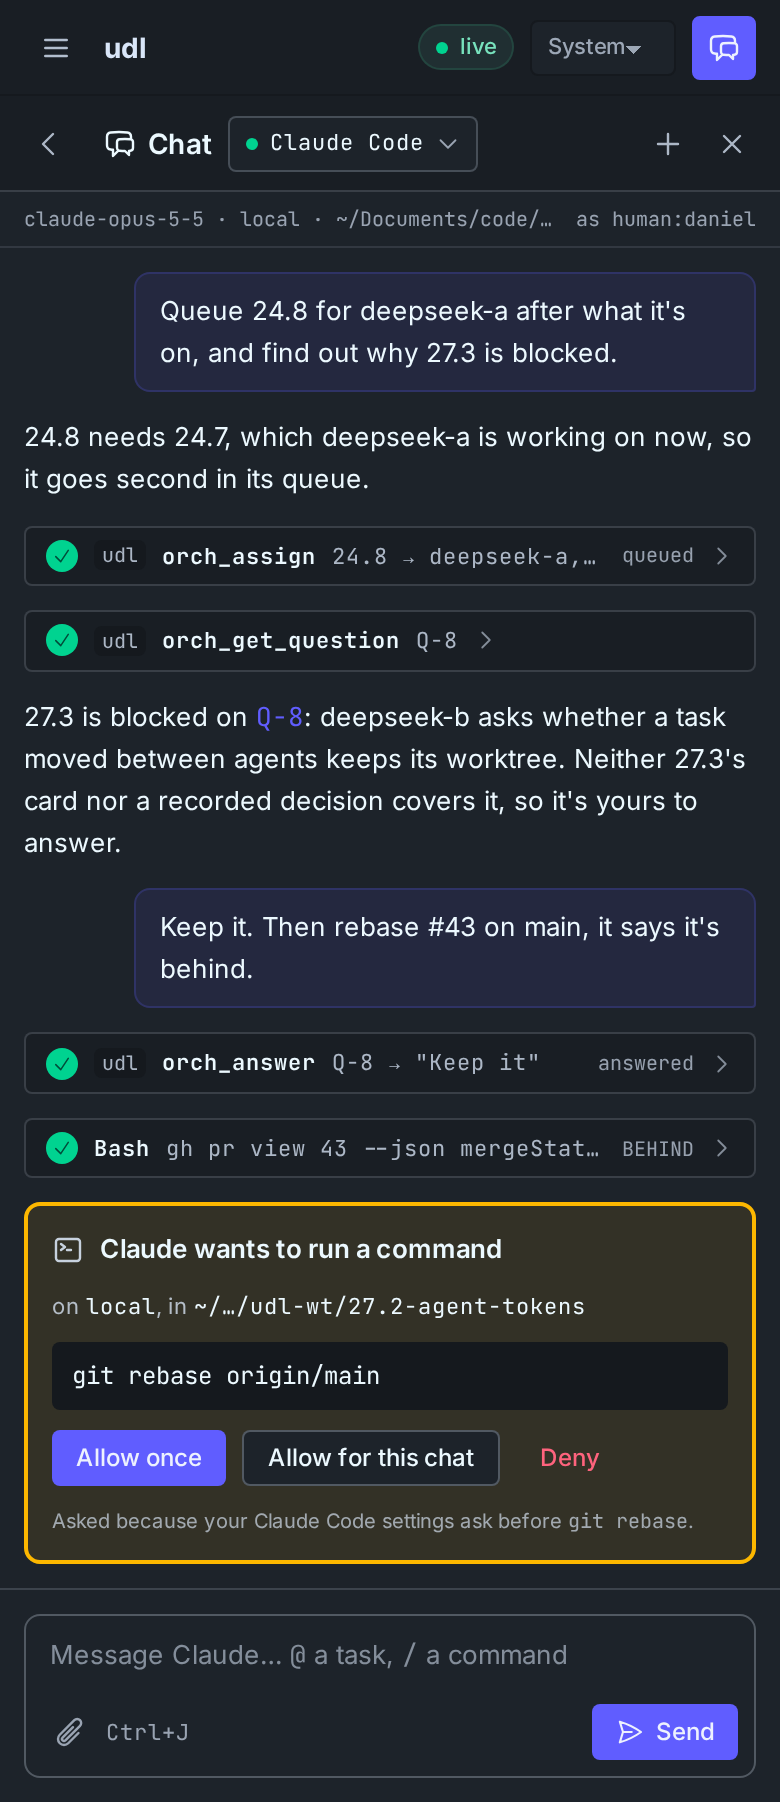 udl
live
System
Chat
Claude Code
claude-opus-5-5 · local · ~/Documents/code/… as human:daniel
Queue 24.8 for deepseek-a after what it's
on, and find out why 27.3 is blocked.
24.8 needs 24.7, which deepseek-a is working on now, so
it goes second in its queue.
udl orch_assign 24.8 → deepseek-a,… queued
udl orch_get_question Q-8
27.3 is blocked on Q-8: deepseek-b asks whether a task
moved between agents keeps its worktree. Neither 27.3's
card nor a recorded decision covers it, so it's yours to
answer.
Keep it. Then rebase #43 on main, it says it's
behind.
udl orch_answer Q-8 → "Keep it" answered
Bash gh pr view 43 --json mergeStat… BEHIND
Claude wants to run a command
on local, in ~/…/udl-wt/27.2-agent-tokens
git rebase origin/main
Allow once
Allow for this chat
Deny
Asked because your Claude Code settings ask before git rebase.
Message Claude… @ a task, / a command
Ctrl+J
Send